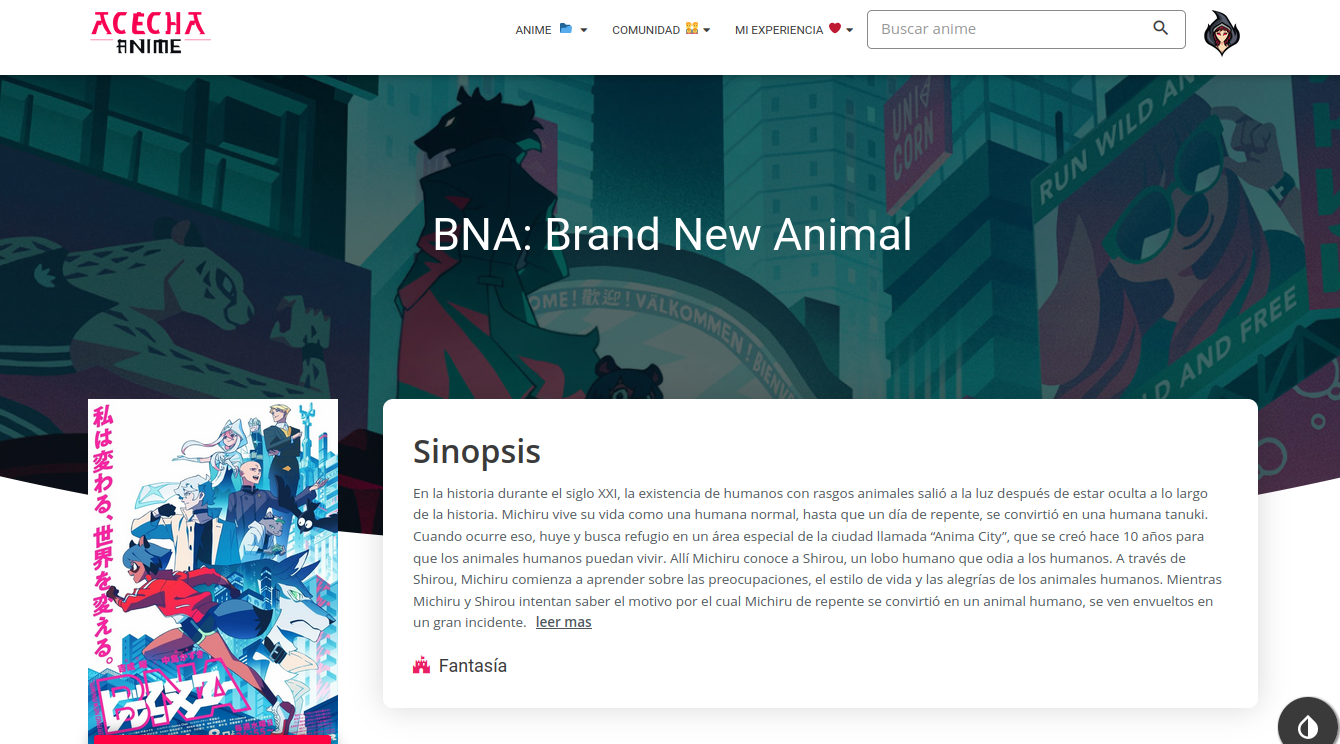 ACECHA
ANIME
ANIME
COMUNIDAD
MI EXPERIENCIA
Buscar anime
UNI
CORN
RUN WILD AN
BNA: Brand New Animal
OME! 歡迎! VÄLKOMMEN! BIENV
LD AND FREE
私は変わる、世界を変える。
BNA
Sinopsis
En la historia durante el siglo XXI, la existencia de humanos con rasgos animales salió a la luz después de estar oculta a lo largo
de la historia. Michiru vive su vida como una humana normal, hasta que un día de repente, se convirtió en una humana tanuki.
Cuando ocurre eso, huye y busca refugio en un área especial de la ciudad llamada “Anima City”, que se creó hace 10 años para
que los animales humanos puedan vivir. Allí Michiru conoce a Shirou, un lobo humano que odia a los humanos. A través de
Shirou, Michiru comienza a aprender sobre las preocupaciones, el estilo de vida y las alegrías de los animales humanos. Mientras
Michiru y Shirou intentan saber el motivo por el cual Michiru de repente se convirtió en un animal humano, se ven envueltos en
un gran incidente. leer mas
Fantasía